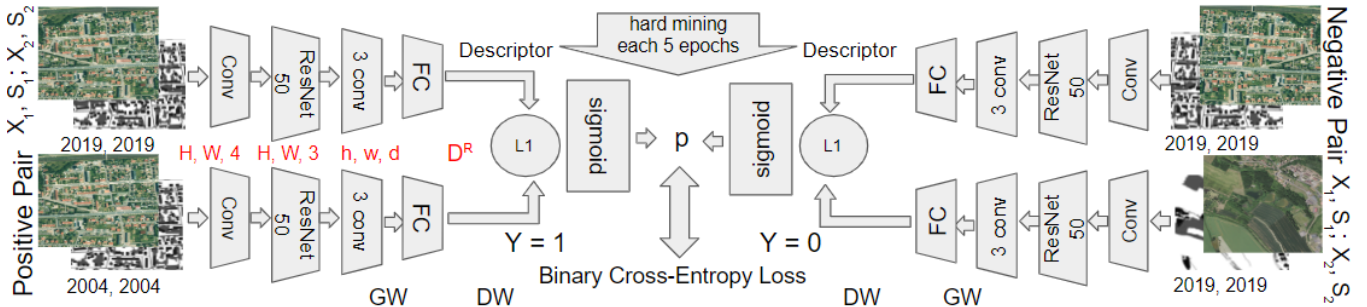 Positive Pair X₁, S₁; X₂, S₂
2019, 2019
Conv
ResNet
50
3 conv
FC
Descriptor
H, W, 4
H, W, 3
h, w, d
Dᴿ
L1
sigmoid
2004, 2004
Conv
ResNet
50
3 conv
FC
GW
DW
Y = 1
hard mining
each 5 epochs
p
Binary Cross-Entropy Loss
Y = 0
sigmoid
L1
Descriptor
FC
3 conv
ResNet
50
Conv
2019, 2019
FC
3 conv
ResNet
50
Conv
2019, 2019
DW
GW
Negative Pair X₁, S₁; X₂, S₂